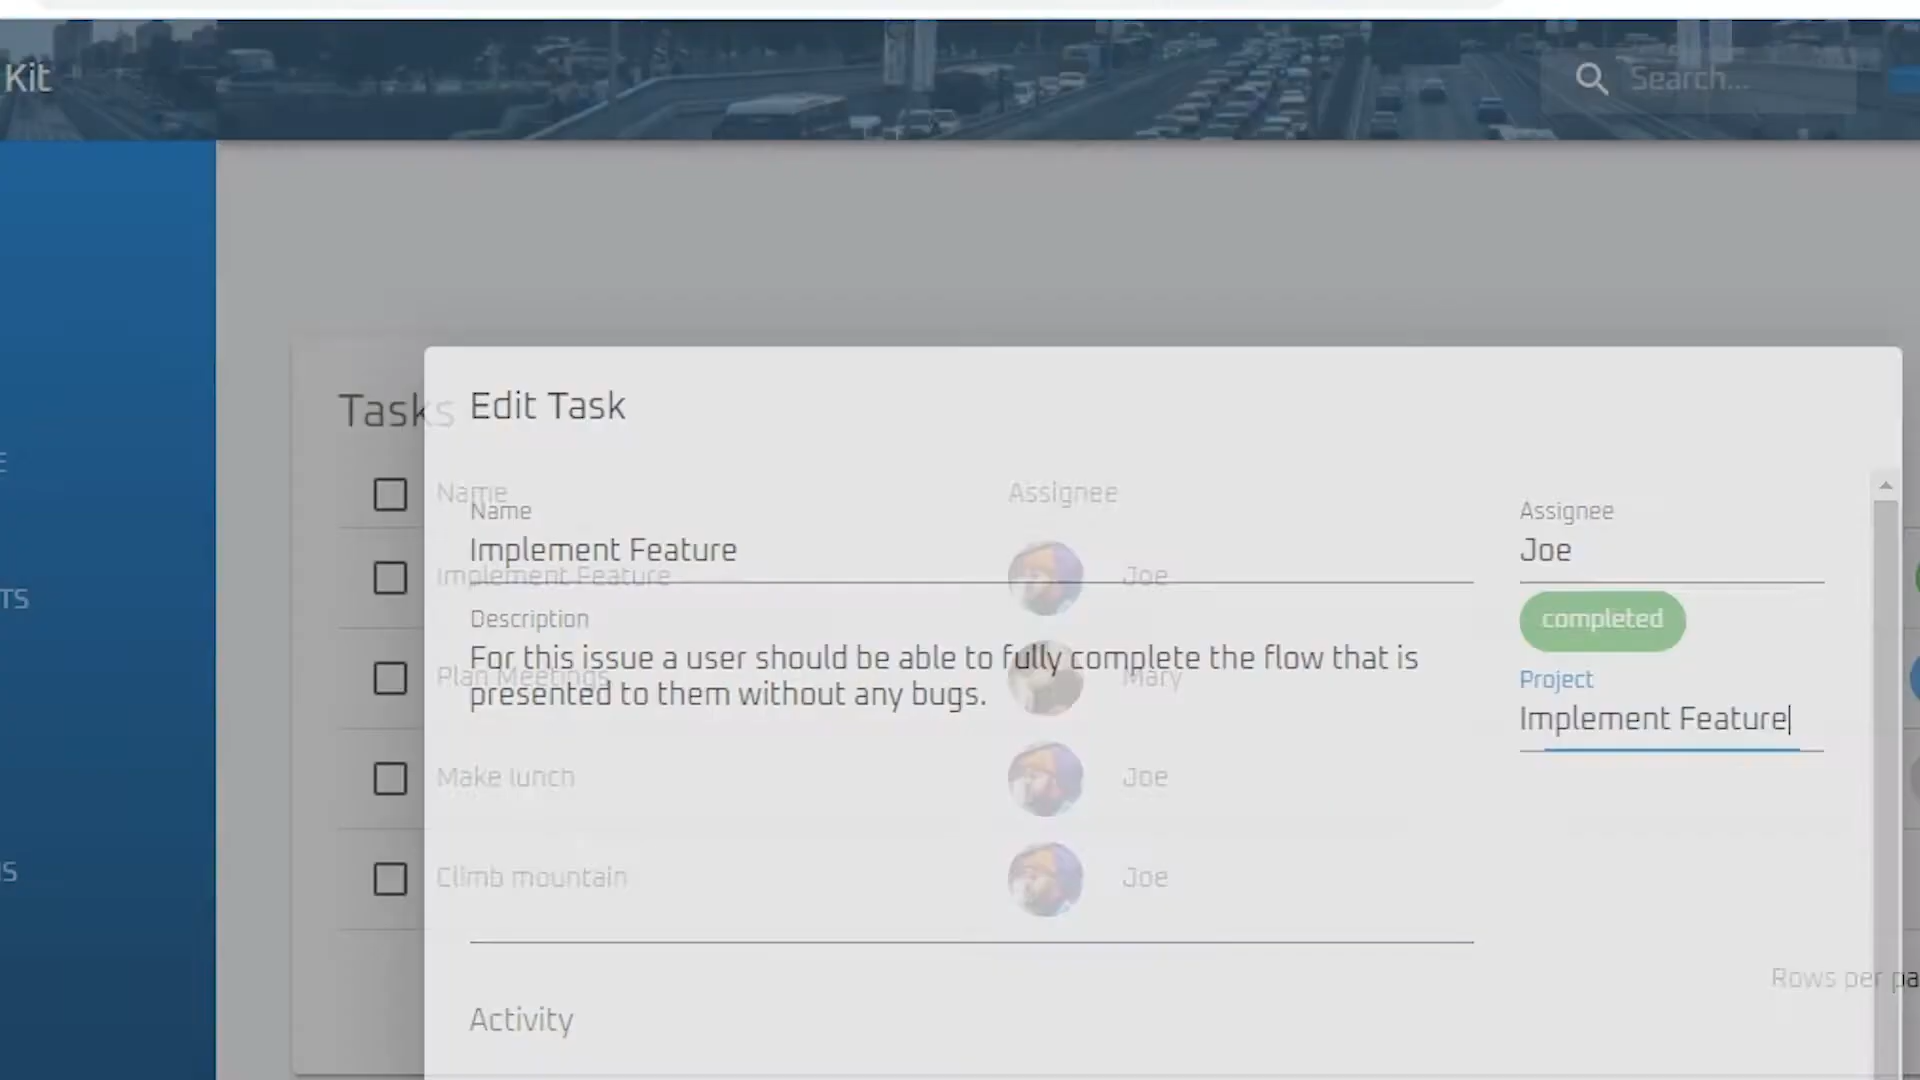 Kit
Search...
E
TS
IS
Tasks
Name
Assignee
Implement Feature
Joe
Plan Meetings
Mary
Make lunch
Joe
Climb mountain
Joe
Rows per pa
Edit Task
Name
Implement Feature
Description
For this issue a user should be able to fully complete the flow that is
presented to them without any bugs.
Activity
Assignee
Joe
completed
Project
Implement Feature